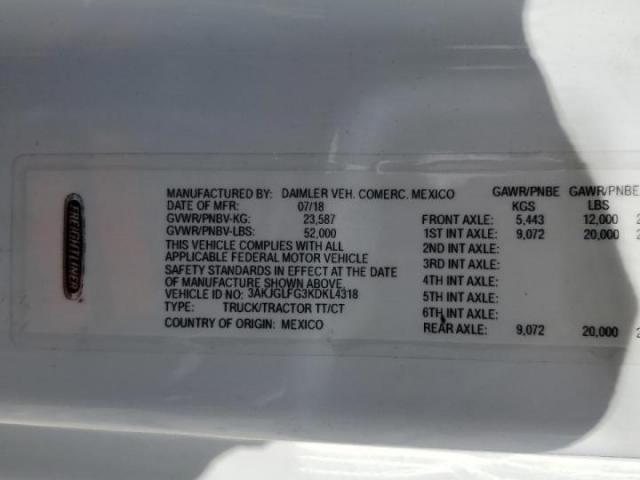 FREIGHTLINER
MANUFACTURED BY: DAIMLER VEH. COMERC. MEXICO
DATE OF MFR: 07/18
GVWR/PNBV-KG: 23,587
GVWR/PNBV-LBS: 52,000
THIS VEHICLE COMPLIES WITH ALL
APPLICABLE FEDERAL MOTOR VEHICLE
SAFETY STANDARDS IN EFFECT AT THE DATE
OF MANUFACTURE SHOWN ABOVE.
VEHICLE ID NO: 3AKJGLFG3KDKL4318
TYPE: TRUCK/TRACTOR TT/CT
COUNTRY OF ORIGIN: MEXICO
GAWR/PNBE GAWR/PNBE
KGS LBS
FRONT AXLE: 5,443 12,000 2
1ST INT AXLE: 9,072 20,000 2
2ND INT AXLE:
3RD INT AXLE:
4TH INT AXLE:
5TH INT AXLE:
6TH INT AXLE:
REAR AXLE: 9,072 20,000 2